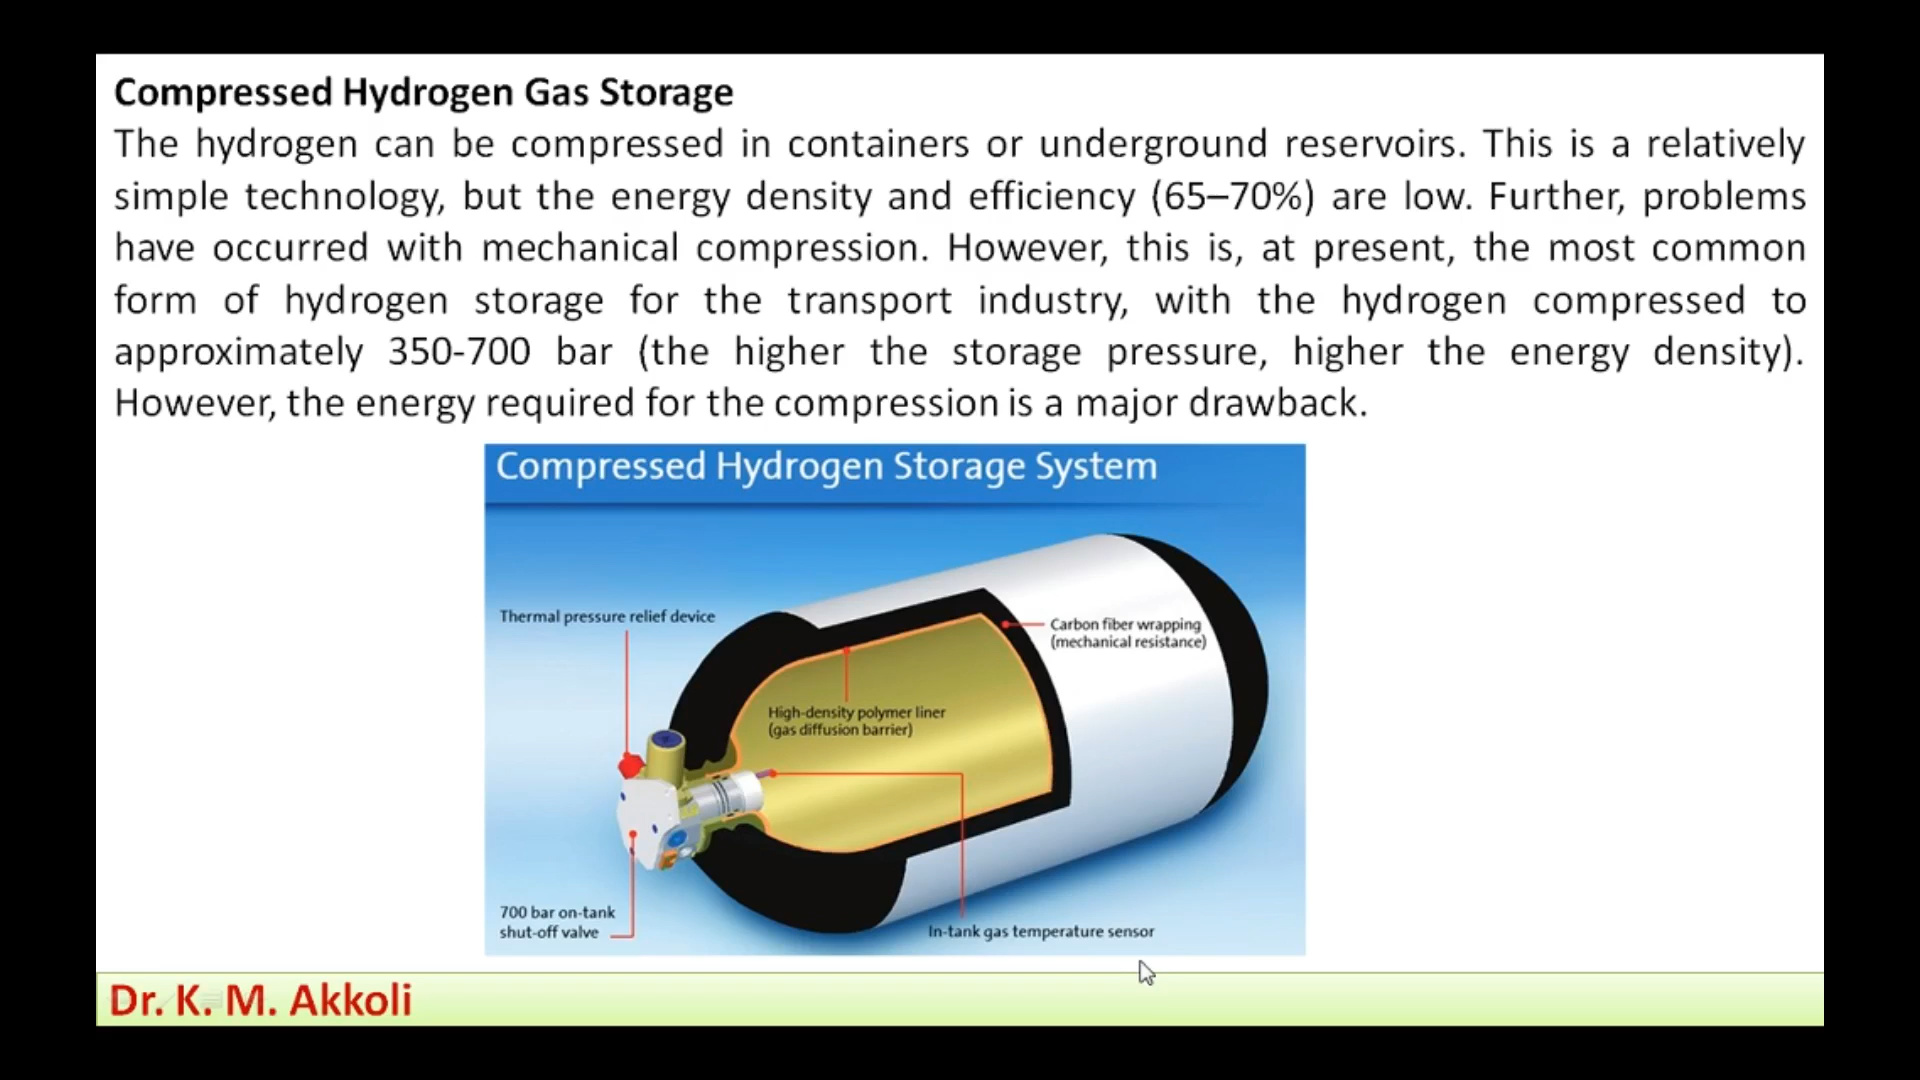 Compressed Hydrogen Gas Storage
The hydrogen can be compressed in containers or underground reservoirs. This is a relatively
simple technology, but the energy density and efficiency (65–70%) are low. Further, problems
have occurred with mechanical compression. However, this is, at present, the most common
form of hydrogen storage for the transport industry, with the hydrogen compressed to
approximately 350-700 bar (the higher the storage pressure, higher the energy density).
However, the energy required for the compression is a major drawback.
Compressed Hydrogen Storage System
Thermal pressure relief device
Carbon fiber wrapping
(mechanical resistance)
High-density polymer liner
(gas diffusion barrier)
700 bar on-tank
shut-off valve
In-tank gas temperature sensor
Dr. K. M. Akkoli